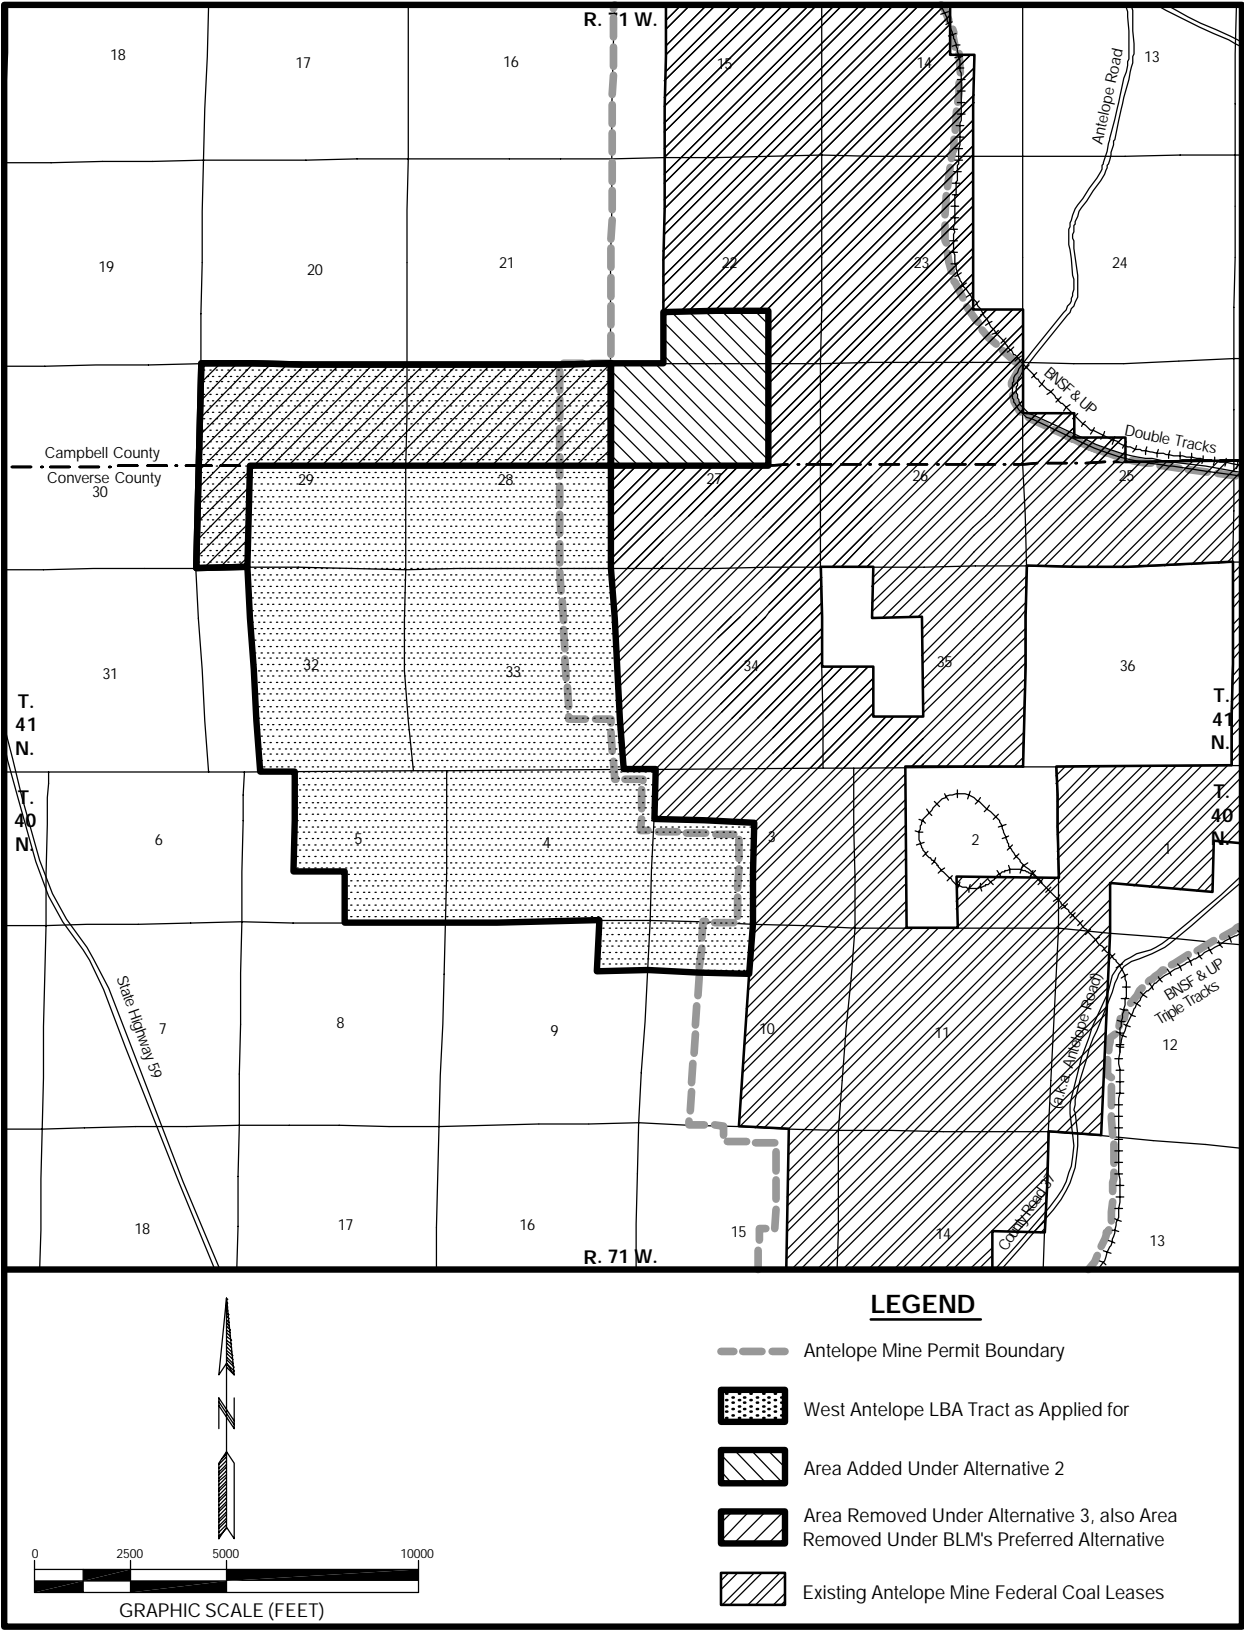 R. 71 W.
18
17
16
15
14
13
Antelope Road
19
20
21
22
23
24
BNSF & UP
Double Tracks
Campbell County
Converse County
30
29
28
27
26
25
31
32
33
34
35
36
T.
41
N.
T.
41
N.
T.
40
N.
T.
40
N.
6
5
4
3
2
1
State Highway 59
7
8
9
10
11
12
(a.k.a. Antelope Road)
BNSF & UP
Triple Tracks
County Road 37
18
17
16
15
14
13
R. 71 W.
LEGEND
Antelope Mine Permit Boundary
West Antelope LBA Tract as Applied for
Area Added Under Alternative 2
Area Removed Under Alternative 3, also Area
Removed Under BLM's Preferred Alternative
Existing Antelope Mine Federal Coal Leases
N
0 2500 5000 10000
GRAPHIC SCALE (FEET)